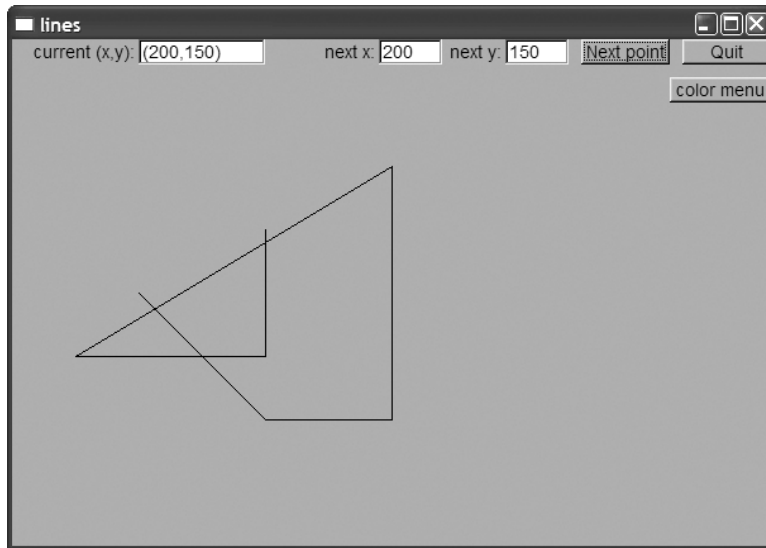 lines
current (x,y): (200,150) next x: 200 next y: 150 Next point Quit
color menu